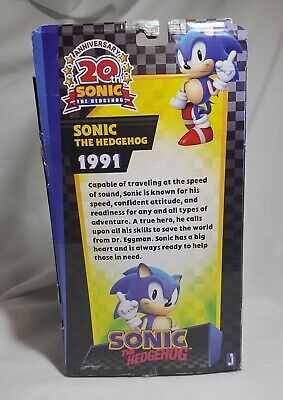 ANNIVERSARY
20th
SONIC
THE HEDGEHOG
SONIC
THE HEDGEHOG
1991
Capable of traveling at the speed
of sound, Sonic is known for his
speed, confident attitude, and
readiness for any and all types of
adventure. A true hero, he calls
upon all his skills to save the world
from Dr. Eggman. Sonic has a big
heart and is always ready to help
those in need.
SONIC
THE
HEDGEHOG